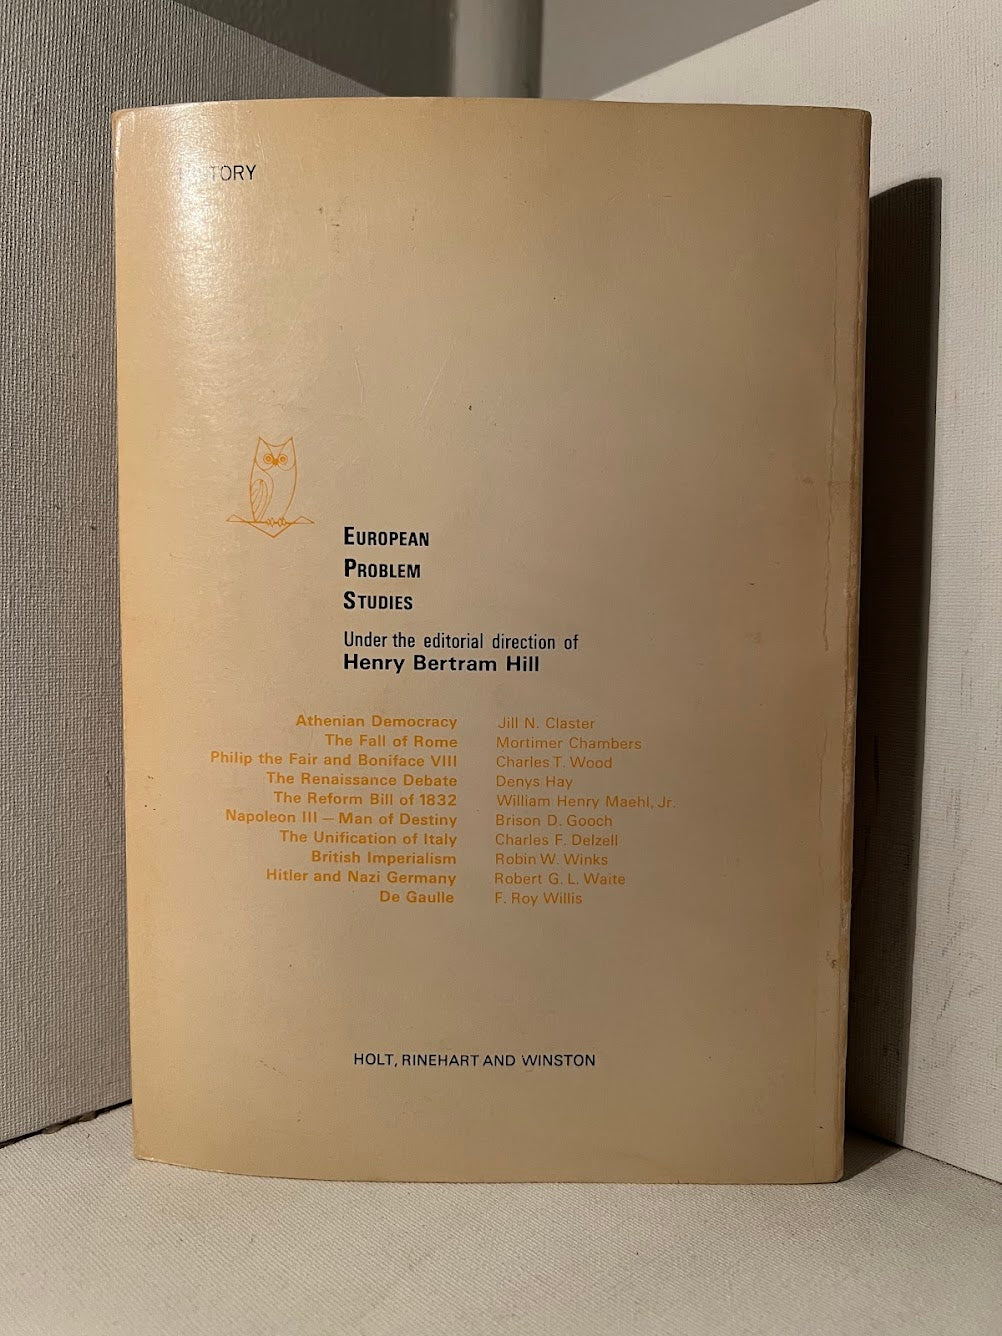 TORY
EUROPEAN
PROBLEM
STUDIES
Under the editorial direction of
Henry Bertram Hill
Athenian Democracy Jill N. Claster
The Fall of Rome Mortimer Chambers
Philip the Fair and Boniface VIII Charles T. Wood
The Renaissance Debate Denys Hay
The Reform Bill of 1832 William Henry Maehl, Jr.
Napoleon III — Man of Destiny Brison D. Gooch
The Unification of Italy Charles F. Delzell
British Imperialism Robin W. Winks
Hitler and Nazi Germany Robert G. L. Waite
De Gaulle F. Roy Willis
HOLT, RINEHART AND WINSTON